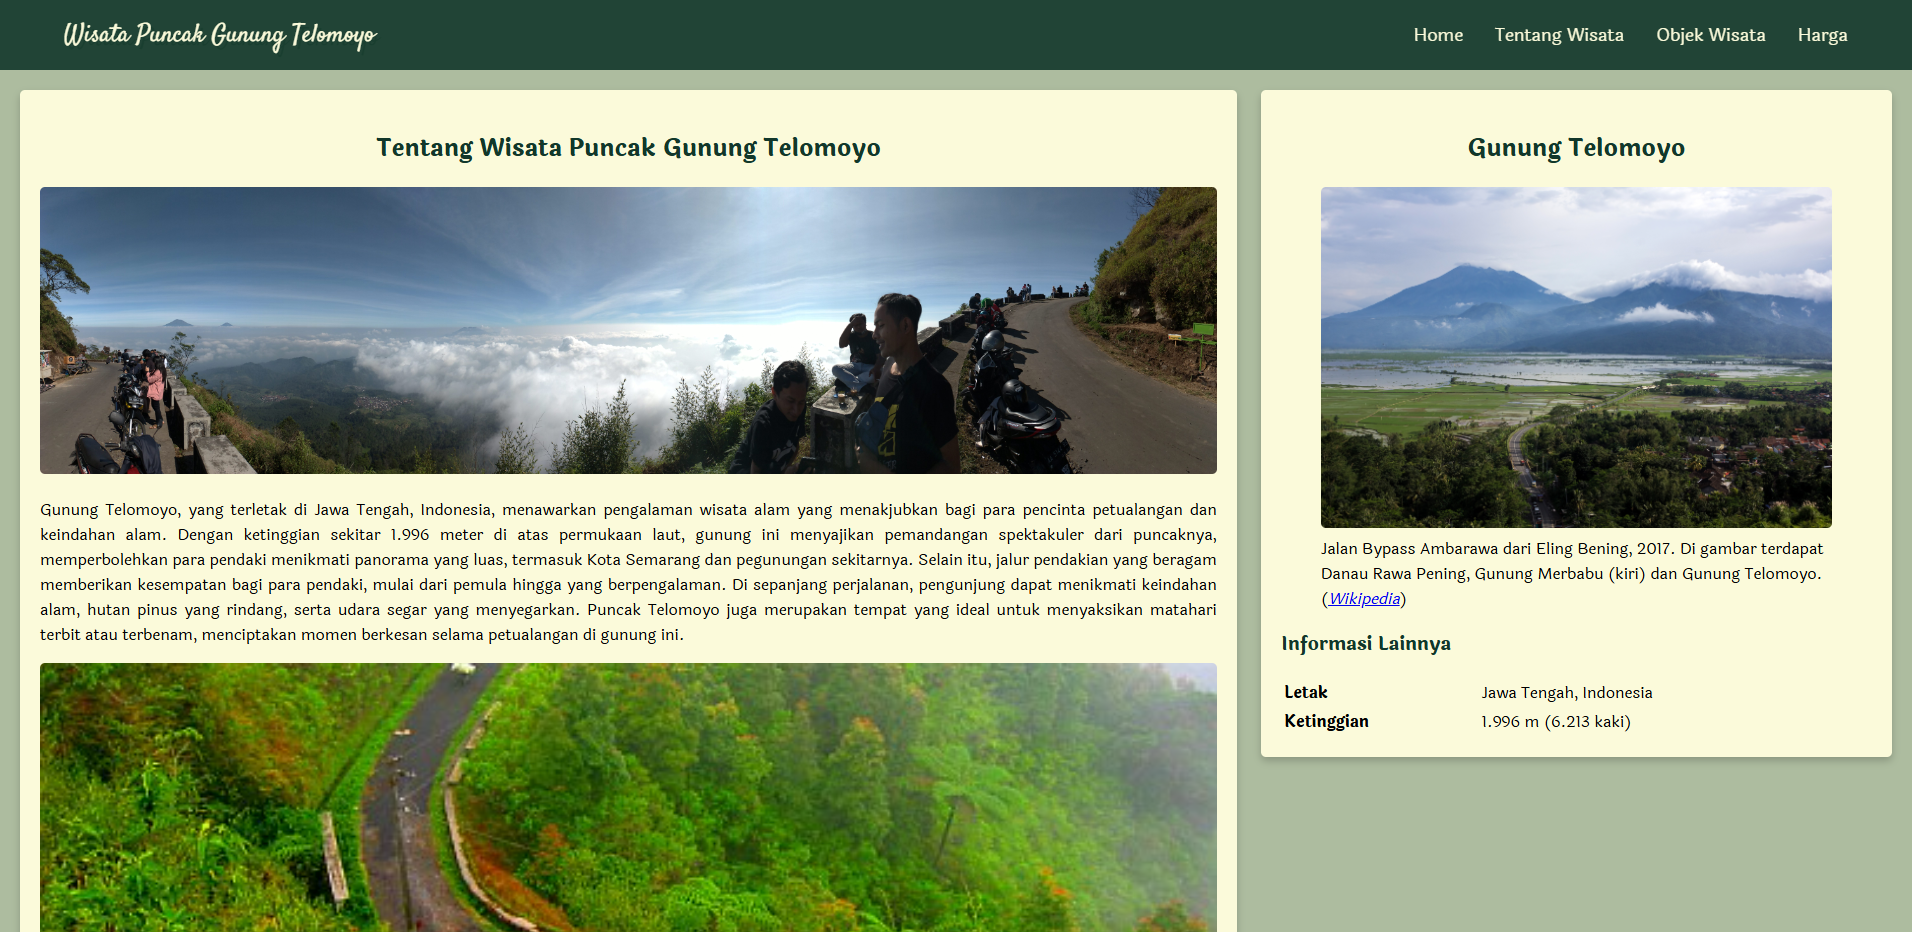 Wisata Puncak Gunung Telomoyo
Home
Tentang Wisata
Objek Wisata
Harga
Tentang Wisata Puncak Gunung Telomoyo
Gunung Telomoyo, yang terletak di Jawa Tengah, Indonesia, menawarkan pengalaman wisata alam yang menakjubkan bagi para pencinta petualangan dan
keindahan alam. Dengan ketinggian sekitar 1.996 meter di atas permukaan laut, gunung ini menyajikan pemandangan spektakuler dari puncaknya,
memperbolehkan para pendaki menikmati panorama yang luas, termasuk Kota Semarang dan pegunungan sekitarnya. Selain itu, jalur pendakian yang beragam
memberikan kesempatan bagi para pendaki, mulai dari pemula hingga yang berpengalaman. Di sepanjang perjalanan, pengunjung dapat menikmati keindahan
alam, hutan pinus yang rindang, serta udara segar yang menyegarkan. Puncak Telomoyo juga merupakan tempat yang ideal untuk menyaksikan matahari
terbit atau terbenam, menciptakan momen berkesan selama petualangan di gunung ini.
Gunung Telomoyo
Jalan Bypass Ambarawa dari Eling Bening, 2017. Di gambar terdapat
Danau Rawa Pening, Gunung Merbabu (kiri) dan Gunung Telomoyo.
(Wikipedia)
Informasi Lainnya
Letak Jawa Tengah, Indonesia
Ketinggian 1.996 m (6.213 kaki)